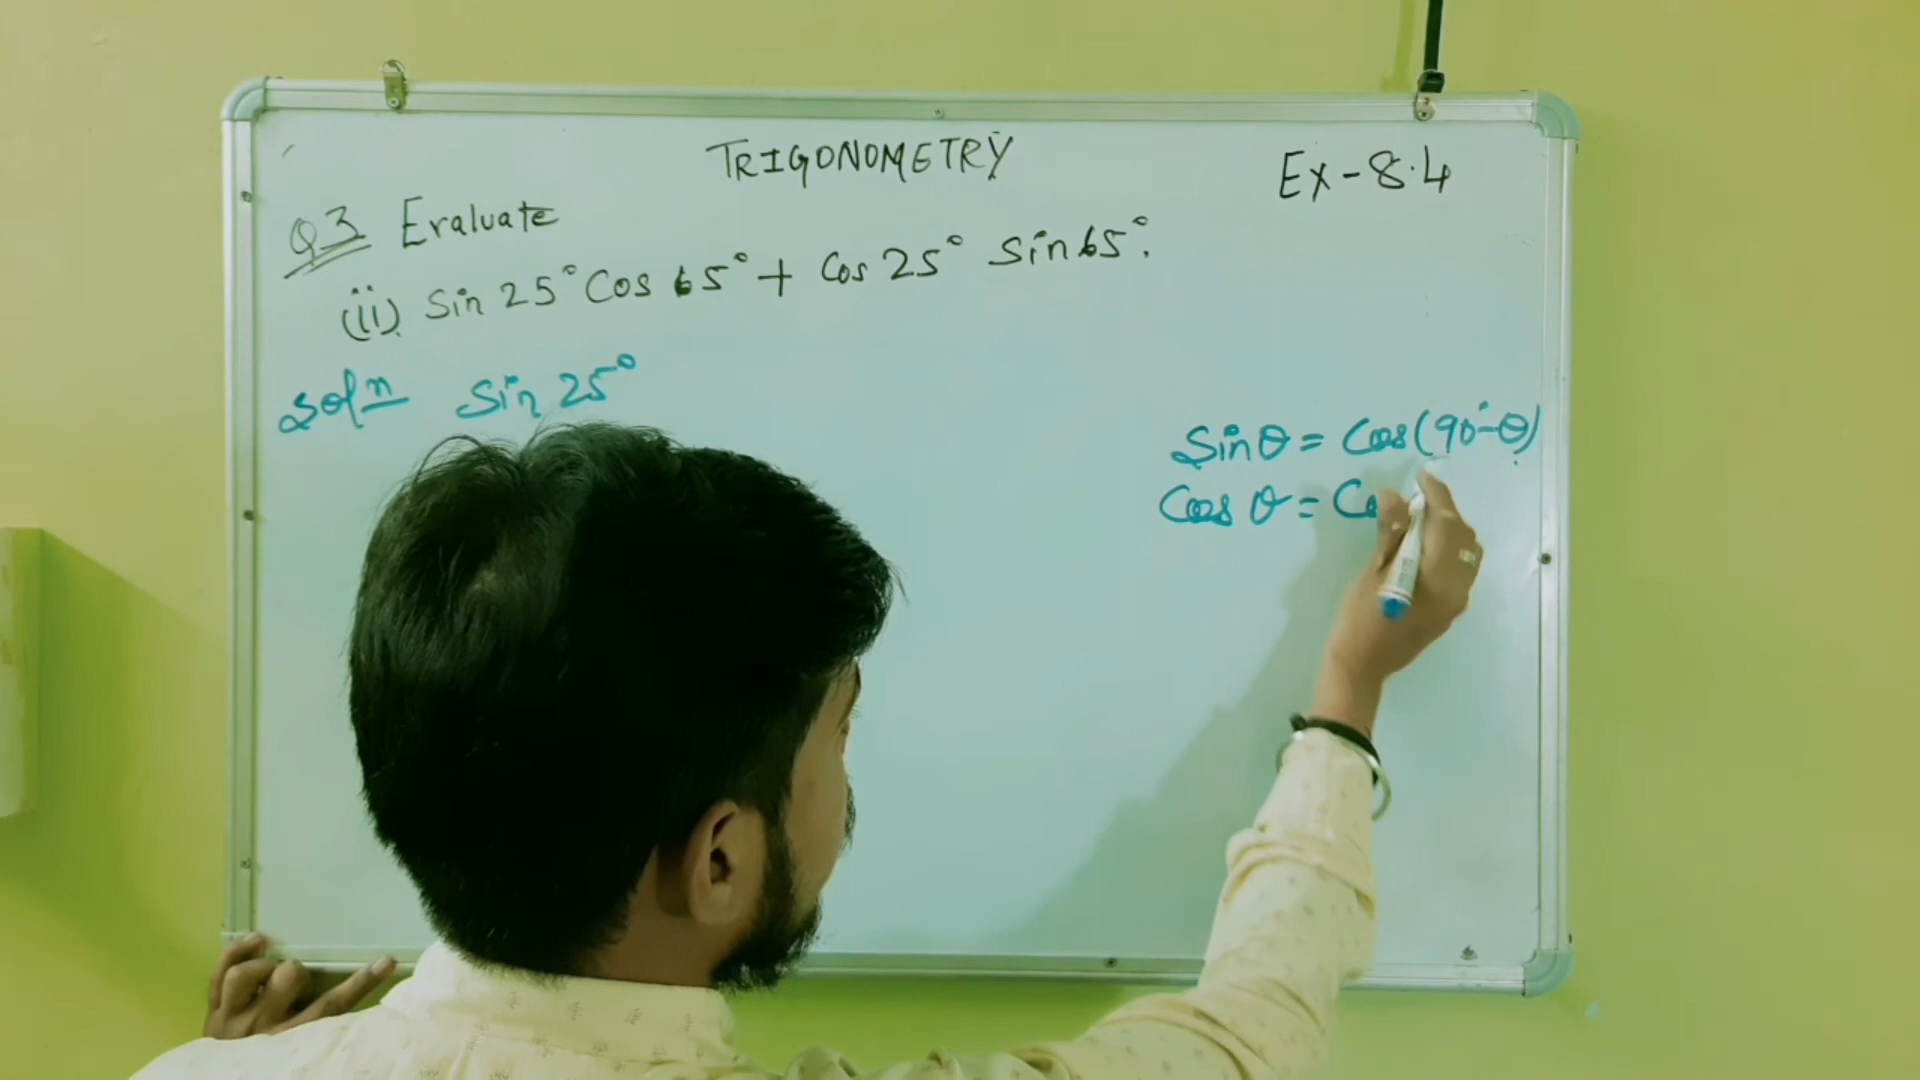 TRIGONOMETRY
Ex-8.4
Q3 Evaluate
(ii) Sin 25° Cos 65° + Cos 25° Sin 65°.
Solⁿ Sin 25°
Sinθ = Cos(90°-θ)
Cos θ = Co